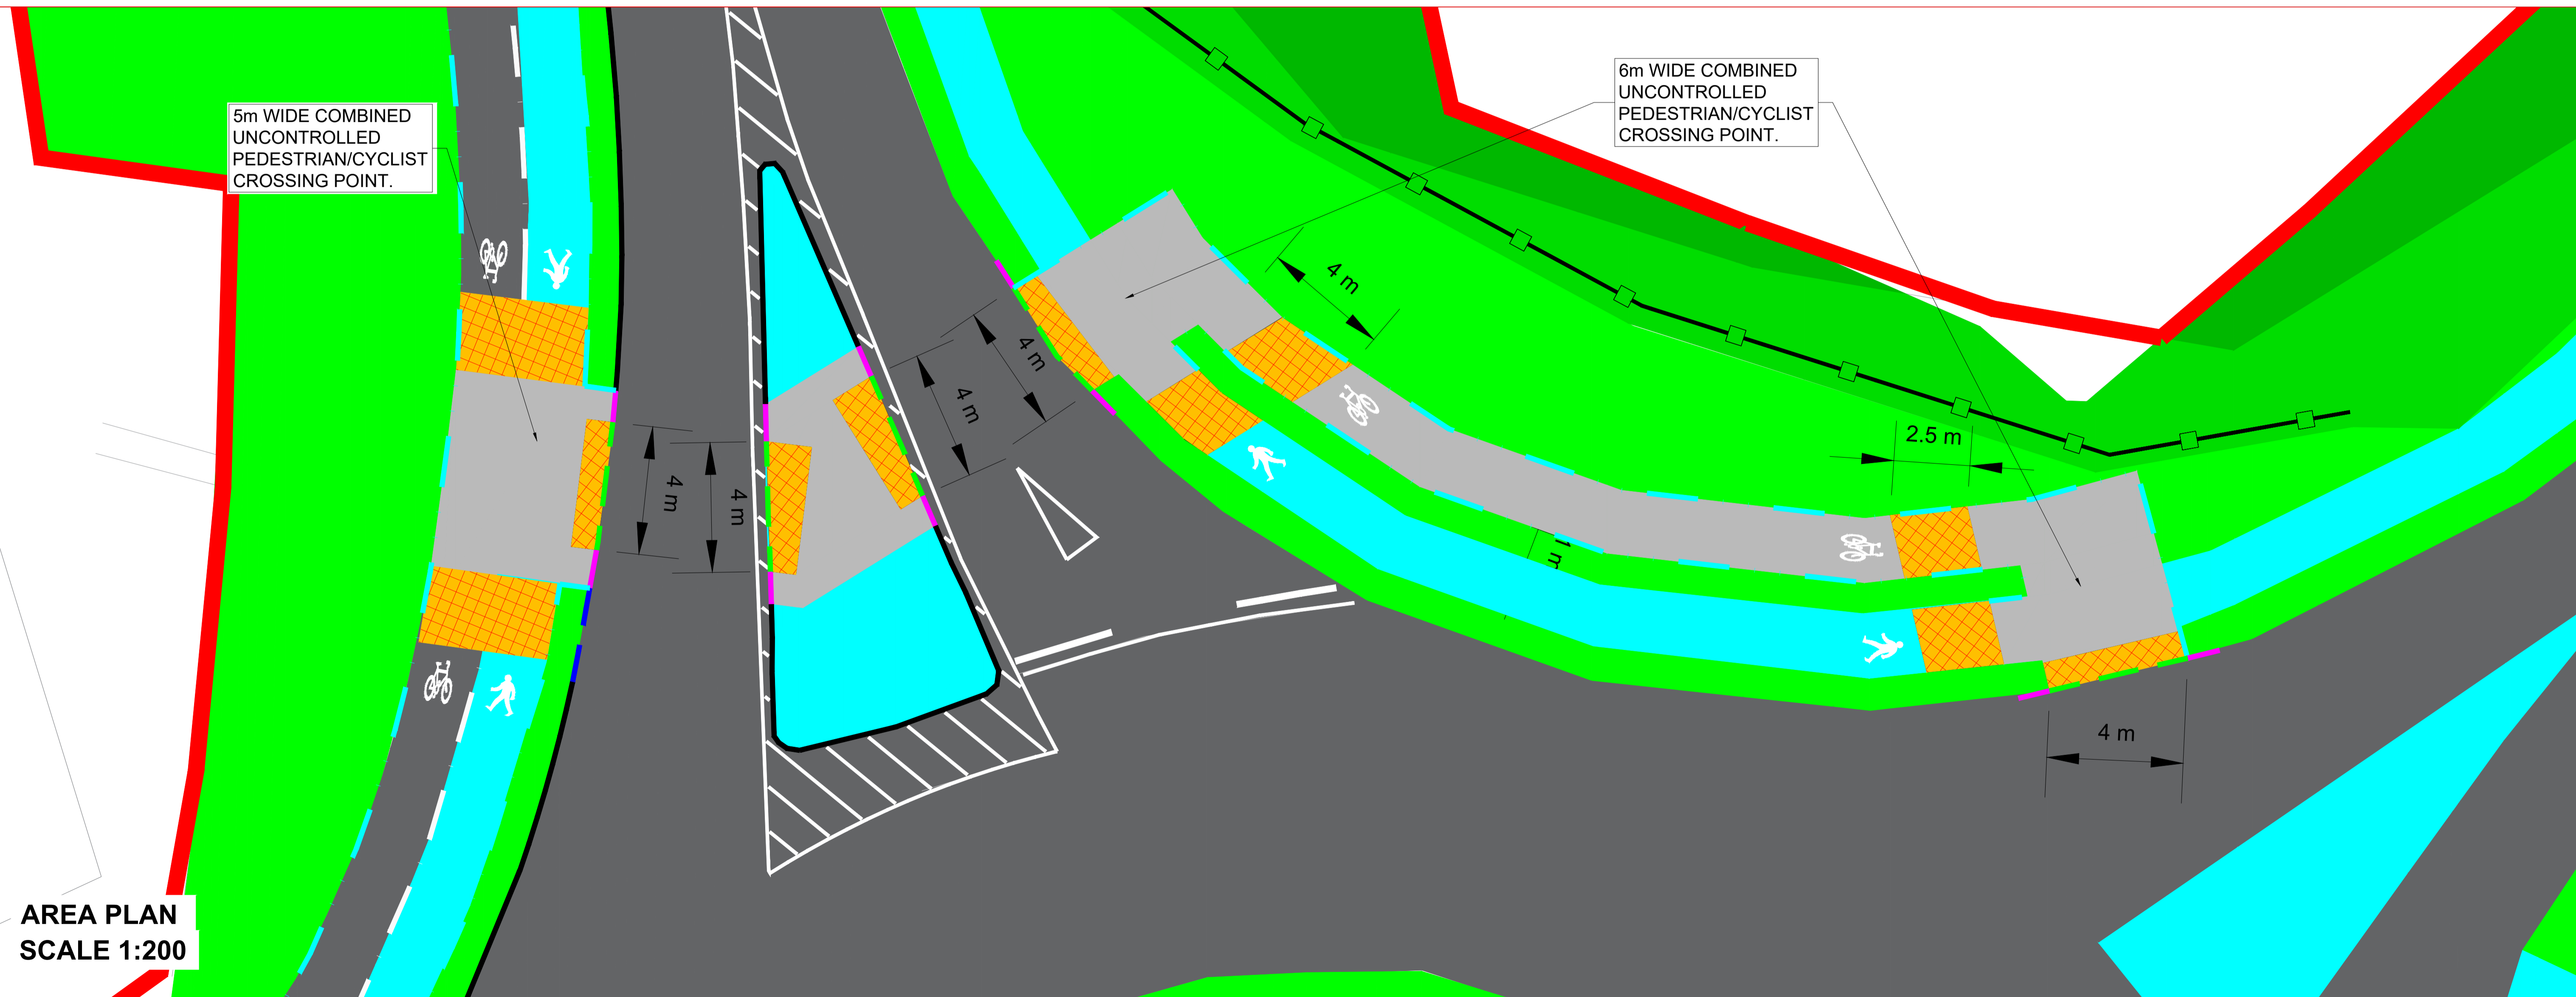 5m WIDE COMBINED
UNCONTROLLED
PEDESTRIAN/CYCLIST
CROSSING POINT.
6m WIDE COMBINED
UNCONTROLLED
PEDESTRIAN/CYCLIST
CROSSING POINT.
4 m
4 m
4 m
4 m
4 m
2.5 m
1 m
4 m
AREA PLAN
SCALE 1:200